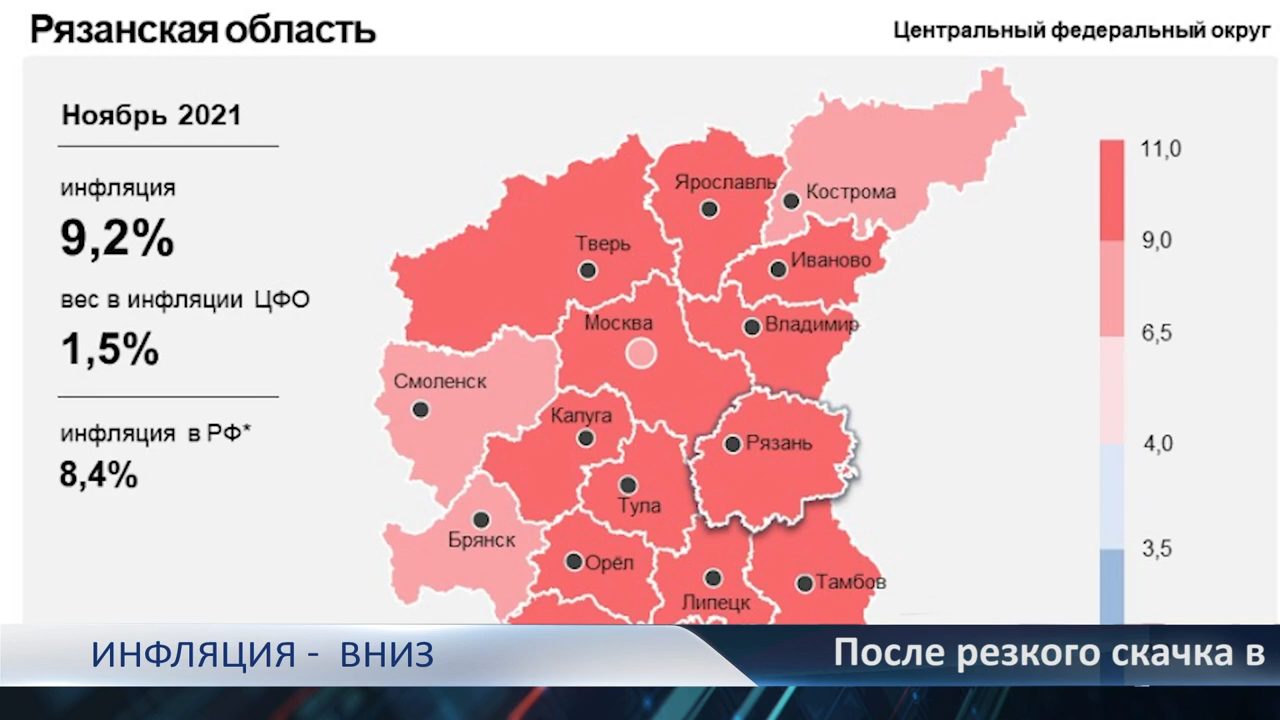 Рязанская область
Центральный федеральный округ
Ноябрь 2021
инфляция
9,2%
вес в инфляции ЦФО
1,5%
инфляция в РФ*
8,4%
Ярославль
Кострома
Тверь
Иваново
Москва
Владимир
Смоленск
Калуга
Рязань
Тула
Брянск
Орёл
Тамбов
Липецк
11,0
9,0
6,5
4,0
3,5
ИНФЛЯЦИЯ - ВНИЗ
После резкого скачка в